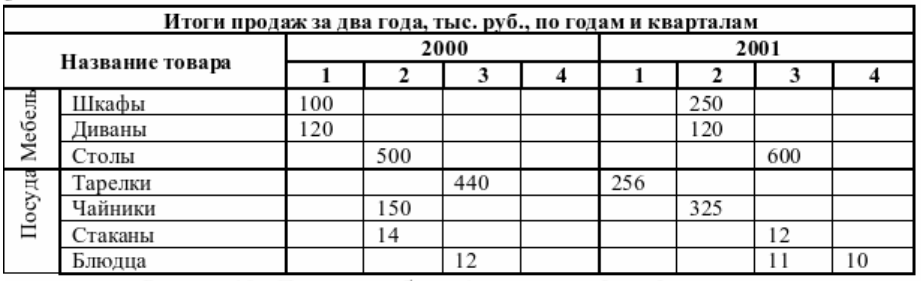 Итоги продаж за два года, тыс. руб., по годам и кварталам
Название товара 2000 2001
1 2 3 4 1 2 3 4
Мебель
Шкафы 100 250
Диваны 120 120
Столы 500 600
Посуда
Тарелки 440 256
Чайники 150 325
Стаканы 14 12
Блюдца 12 11 10